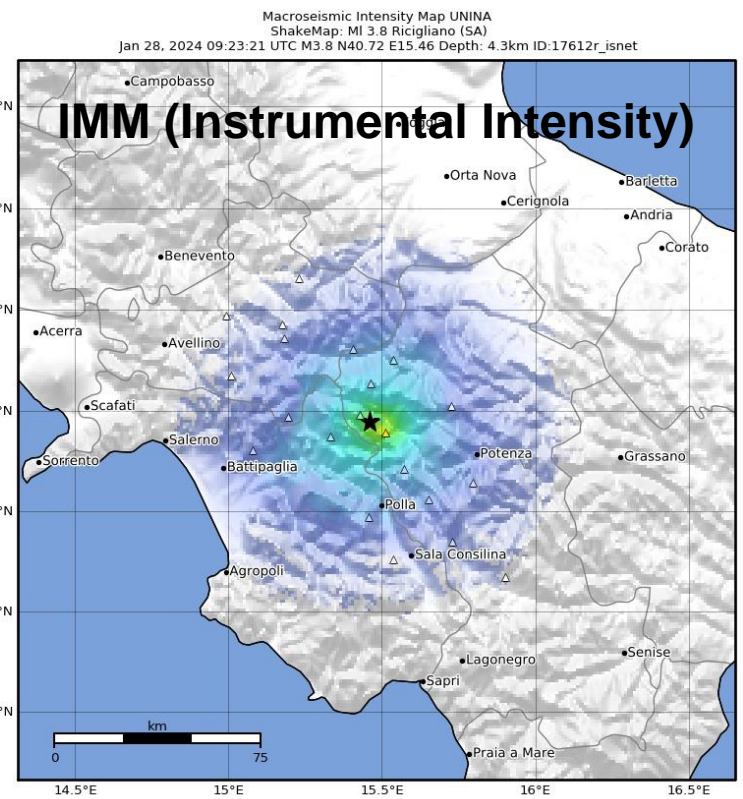 Macroseismic Intensity Map UNINA
ShakeMap: Ml 3.8 Ricigliano (SA)
Jan 28, 2024 09:23:21 UTC M3.8 N40.72 E15.46 Depth: 4.3km ID:17612r_isnet
Campobasso
IMM (Instrumental Intensity)
°N
Orta Nova
Barletta
Cerignola
°N
Andria
Corato
Benevento
°N
Acerra
Avellino
Scafati
°N
Salerno
Sorrento
Battipaglia
Potenza
Grassano
Polla
°N
Sala Consilina
Agropoli
°N
Senise
Lagonegro
Sapri
°N
km
0 75
Praia a Mare
14.5°E 15°E 15.5°E 16°E 16.5°E